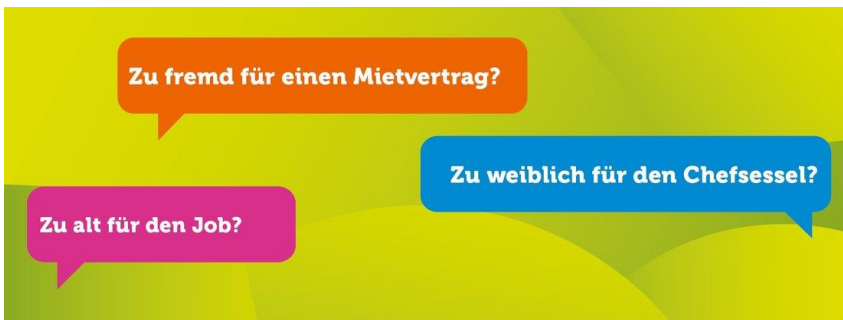 Zu fremd für einen Mietvertrag?
Zu weiblich für den Chefsessel?
Zu alt für den Job?